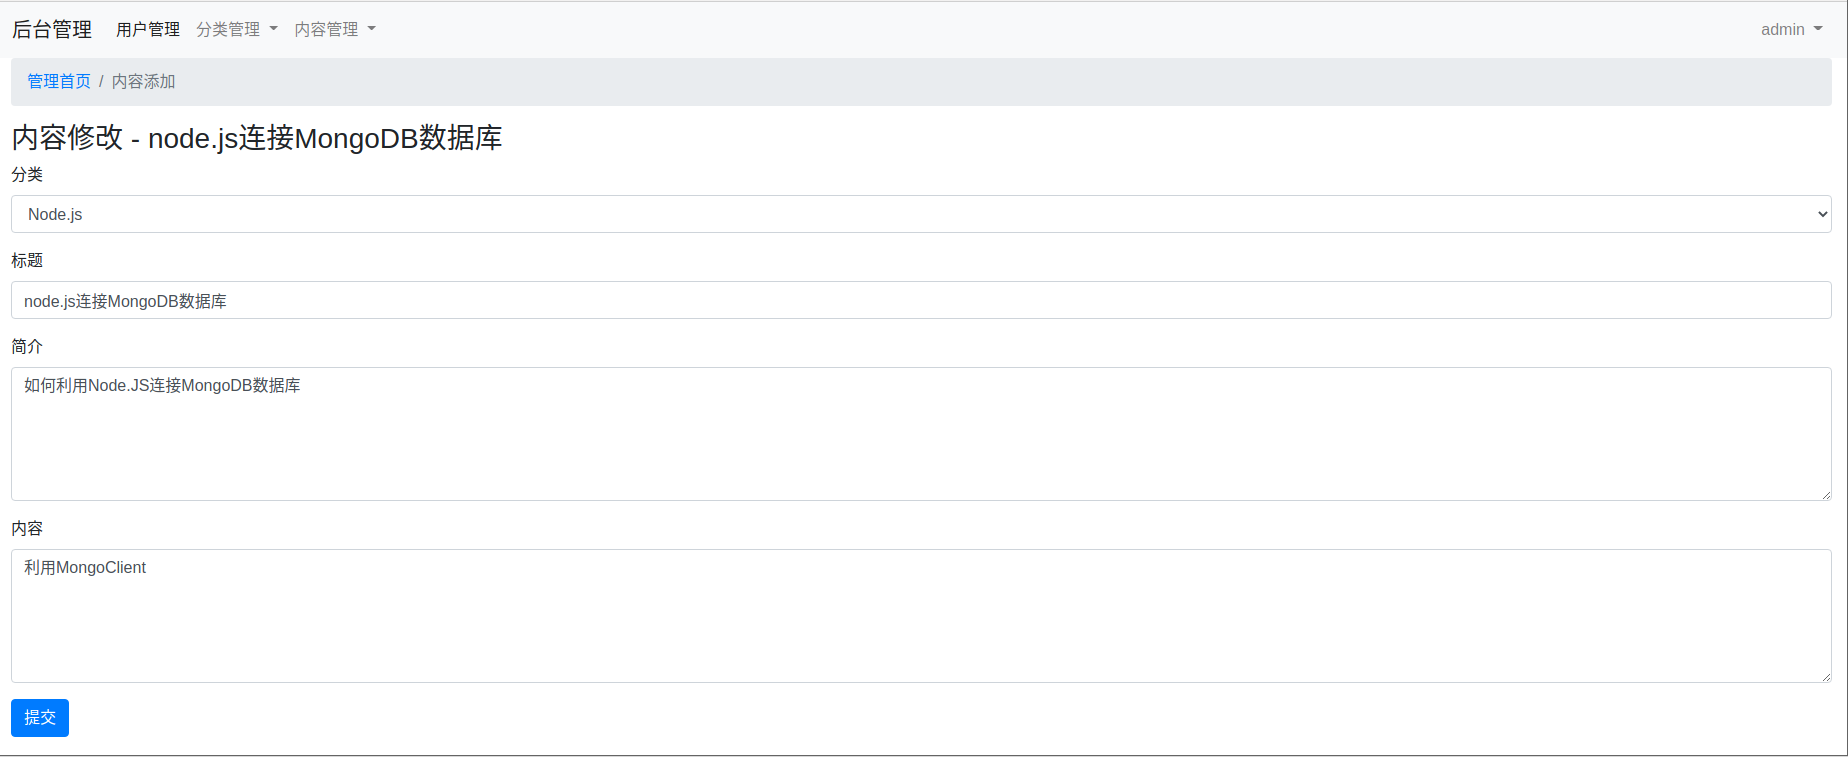 后台管理 用户管理 分类管理 内容管理 admin
管理首页 / 内容添加
内容修改 - node.js连接MongoDB数据库
分类
Node.js
标题
node.js连接MongoDB数据库
简介
如何利用Node.JS连接MongoDB数据库
内容
利用MongoClient
提交